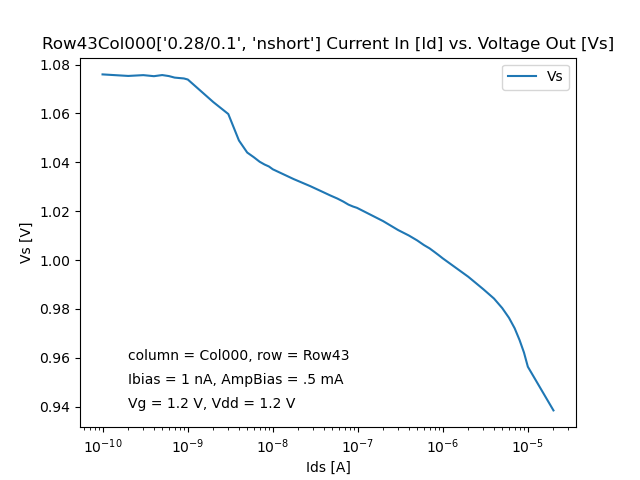 Row43Col000['0.28/0.1', 'nshort'] Current In [Id] vs. Voltage Out [Vs]
Vs
1.08
1.06
1.04
1.02
1.00
0.98
0.96
0.94
Vs [V]
column = Col000, row = Row43
Ibias = 1 nA, AmpBias = .5 mA
Vg = 1.2 V, Vdd = 1.2 V
10⁻¹⁰ 10⁻⁹ 10⁻⁸ 10⁻⁷ 10⁻⁶ 10⁻⁵
Ids [A]